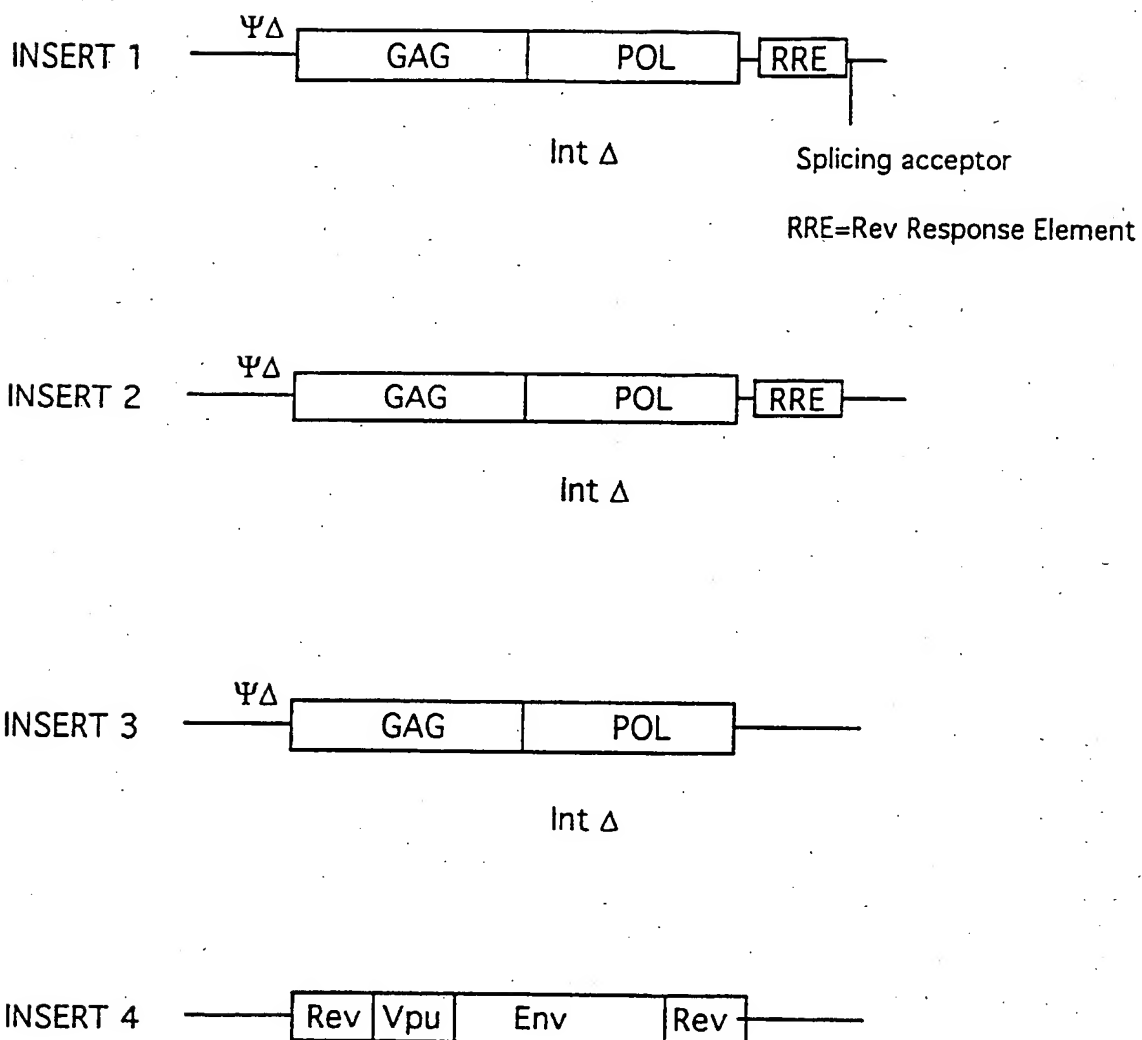 ΨΔ
INSERT 1 GAG POL RRE
Int Δ
Splicing acceptor
RRE=Rev Response Element
ΨΔ
INSERT 2 GAG POL RRE
Int Δ
ΨΔ
INSERT 3 GAG POL
Int Δ
INSERT 4 Rev Vpu Env Rev